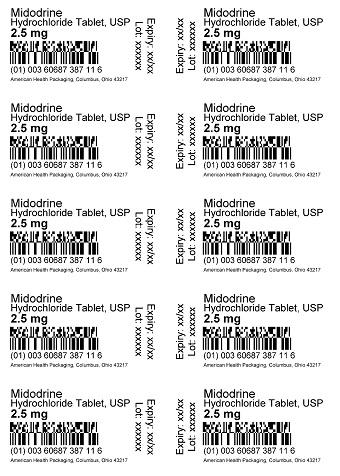 Midodrine
Hydrochloride Tablet, USP
2.5 mg
(01) 003 60687 387 11 6
American Health Packaging, Columbus, Ohio 43217
Expiry: xx/xx
Lot: xxxxxx
Expiry: xx/xx
Lot: xxxxxx
Midodrine
Hydrochloride Tablet, USP
2.5 mg
(01) 003 60687 387 11 6
American Health Packaging, Columbus, Ohio 43217
Midodrine
Hydrochloride Tablet, USP
2.5 mg
(01) 003 60687 387 11 6
American Health Packaging, Columbus, Ohio 43217
Expiry: xx/xx
Lot: xxxxxx
Expiry: xx/xx
Lot: xxxxxx
Midodrine
Hydrochloride Tablet, USP
2.5 mg
(01) 003 60687 387 11 6
American Health Packaging, Columbus, Ohio 43217
Midodrine
Hydrochloride Tablet, USP
2.5 mg
(01) 003 60687 387 11 6
American Health Packaging, Columbus, Ohio 43217
Expiry: xx/xx
Lot: xxxxxx
Expiry: xx/xx
Lot: xxxxxx
Midodrine
Hydrochloride Tablet, USP
2.5 mg
(01) 003 60687 387 11 6
American Health Packaging, Columbus, Ohio 43217
Midodrine
Hydrochloride Tablet, USP
2.5 mg
(01) 003 60687 387 11 6
American Health Packaging, Columbus, Ohio 43217
Expiry: xx/xx
Lot: xxxxxx
Expiry: xx/xx
Lot: xxxxxx
Midodrine
Hydrochloride Tablet, USP
2.5 mg
(01) 003 60687 387 11 6
American Health Packaging, Columbus, Ohio 43217
Midodrine
Hydrochloride Tablet, USP
2.5 mg
(01) 003 60687 387 11 6
American Health Packaging, Columbus, Ohio 43217
Expiry: xx/xx
Lot: xxxxxx
Expiry: xx/xx
Lot: xxxxxx
Midodrine
Hydrochloride Tablet, USP
2.5 mg
(01) 003 60687 387 11 6
American Health Packaging, Columbus, Ohio 43217